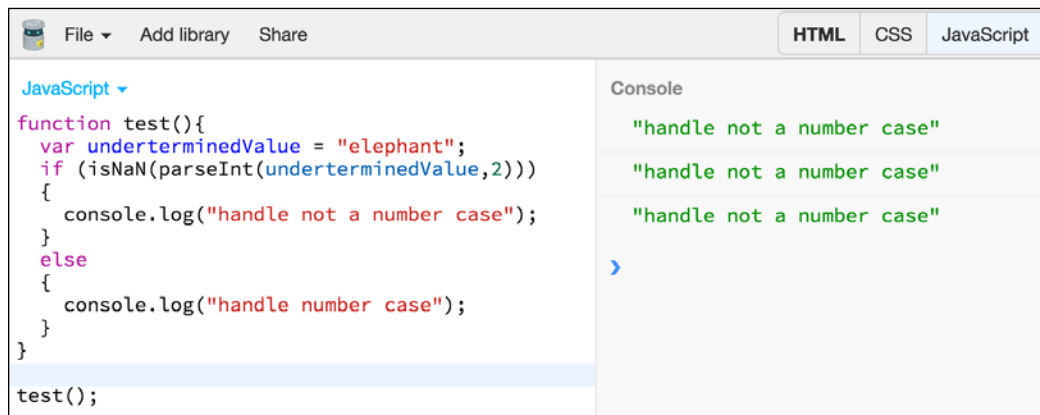 File Add library Share HTML CSS JavaScript
JavaScript
function test(){
  var underterminedValue = "elephant";
  if (isNaN(parseInt(underterminedValue,2)))
  {
    console.log("handle not a number case");
  }
  else
  {
    console.log("handle number case");
  }
}
test();
Console
"handle not a number case"
"handle not a number case"
"handle not a number case"
❯